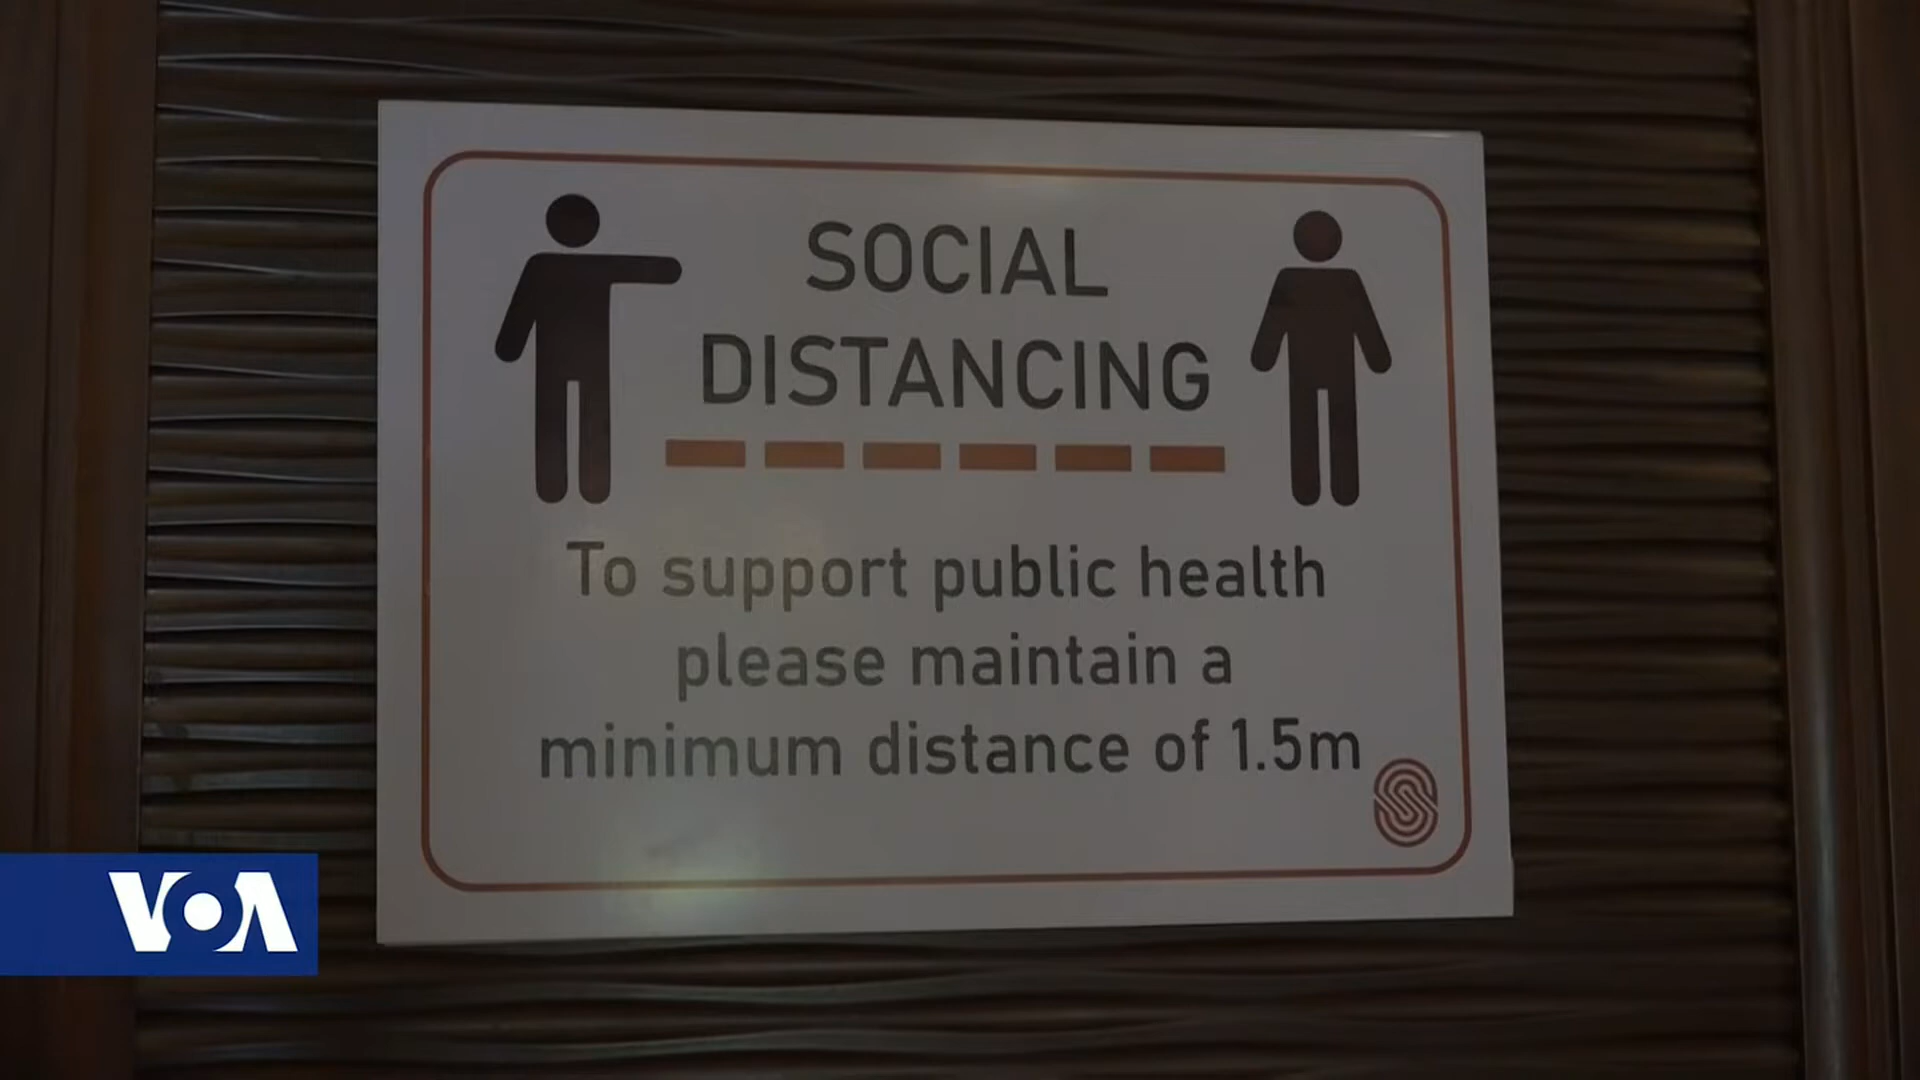 SOCIAL
DISTANCING
To support public health
please maintain a
minimum distance of 1.5m
VOA